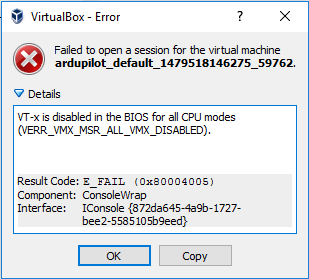 VirtualBox - Error
Failed to open a session for the virtual machine
ardupilot_default_1479518146275_59762.
Details
VT-x is disabled in the BIOS for all CPU modes
(VERR_VMX_MSR_ALL_VMX_DISABLED).
Result Code: E_FAIL (0x80004005)
Component: ConsoleWrap
Interface: IConsole {872da645-4a9b-1727-
bee2-5585105b9eed}
OK Copy